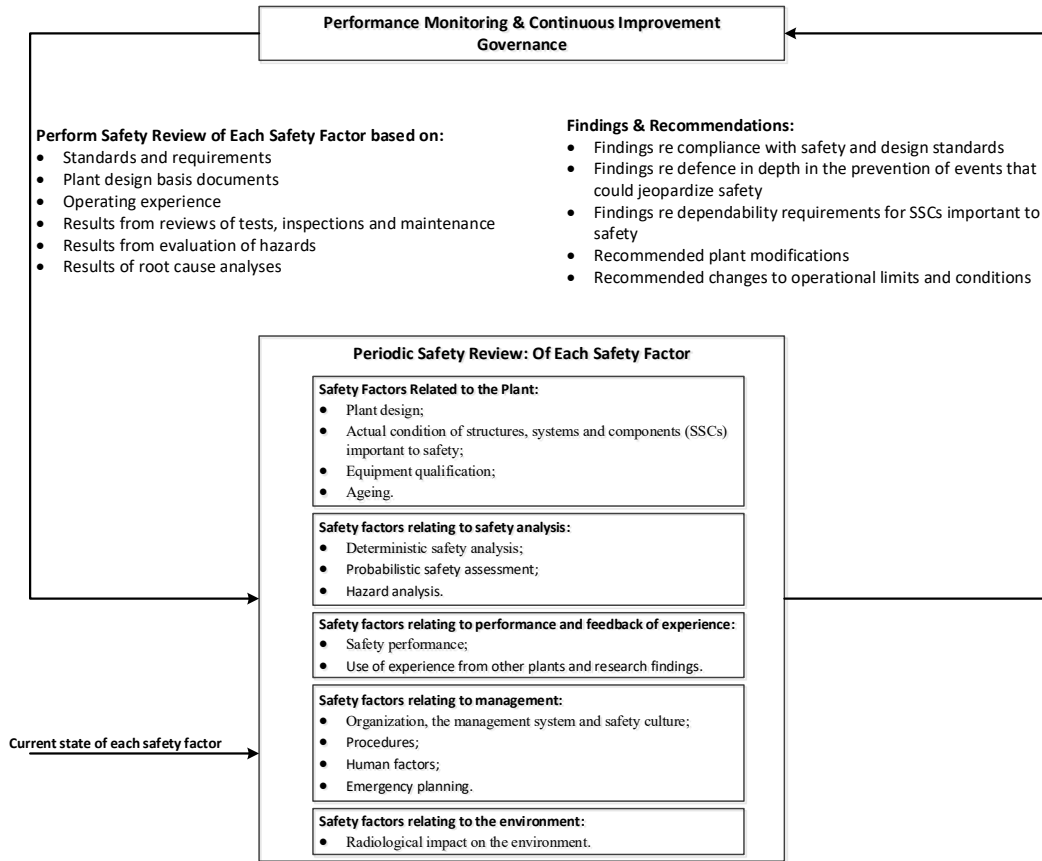 Performance Monitoring & Continuous Improvement
Governance
Perform Safety Review of Each Safety Factor based on:
• Standards and requirements
• Plant design basis documents
• Operating experience
• Results from reviews of tests, inspections and maintenance
• Results from evaluation of hazards
• Results of root cause analyses
Findings & Recommendations:
• Findings re compliance with safety and design standards
• Findings re defence in depth in the prevention of events that
could jeopardize safety
• Findings re dependability requirements for SSCs important to
safety
• Recommended plant modifications
• Recommended changes to operational limits and conditions
Periodic Safety Review: Of Each Safety Factor
Safety Factors Related to the Plant:
• Plant design;
• Actual condition of structures, systems and components (SSCs)
important to safety;
• Equipment qualification;
• Ageing.
Safety factors relating to safety analysis:
• Deterministic safety analysis;
• Probabilistic safety assessment;
• Hazard analysis.
Safety factors relating to performance and feedback of experience:
• Safety performance;
• Use of experience from other plants and research findings.
Safety factors relating to management:
• Organization, the management system and safety culture;
• Procedures;
• Human factors;
• Emergency planning.
Current state of each safety factor
Safety factors relating to the environment:
• Radiological impact on the environment.